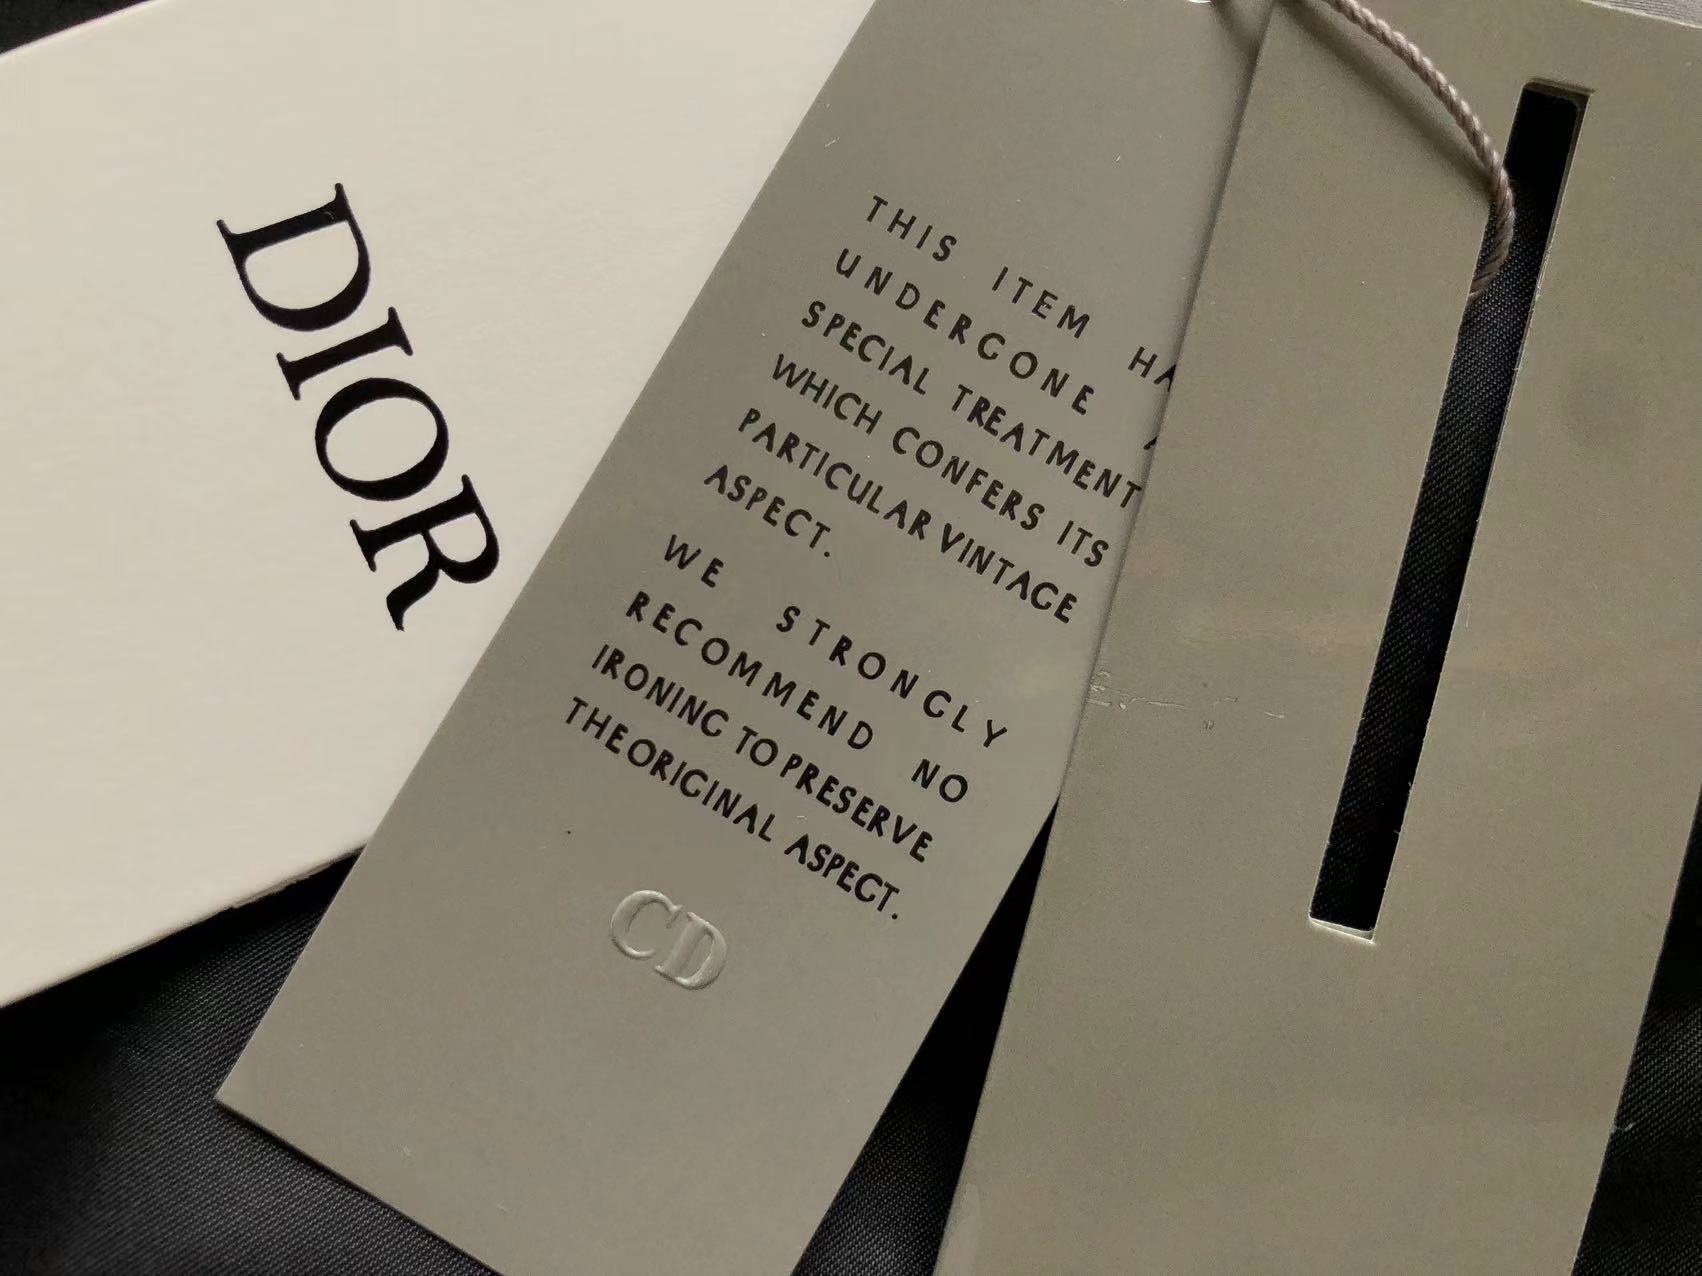 DIOR
THIS ITEM HA
UNDERGONE
SPECIAL TREATMENT
WHICH CONFERS ITS
PARTICULAR VINTAGE
ASPECT.
WE STRONGLY
RECOMMEND NO
IRONING TO PRESERVE
THE ORIGINAL ASPECT.
CD